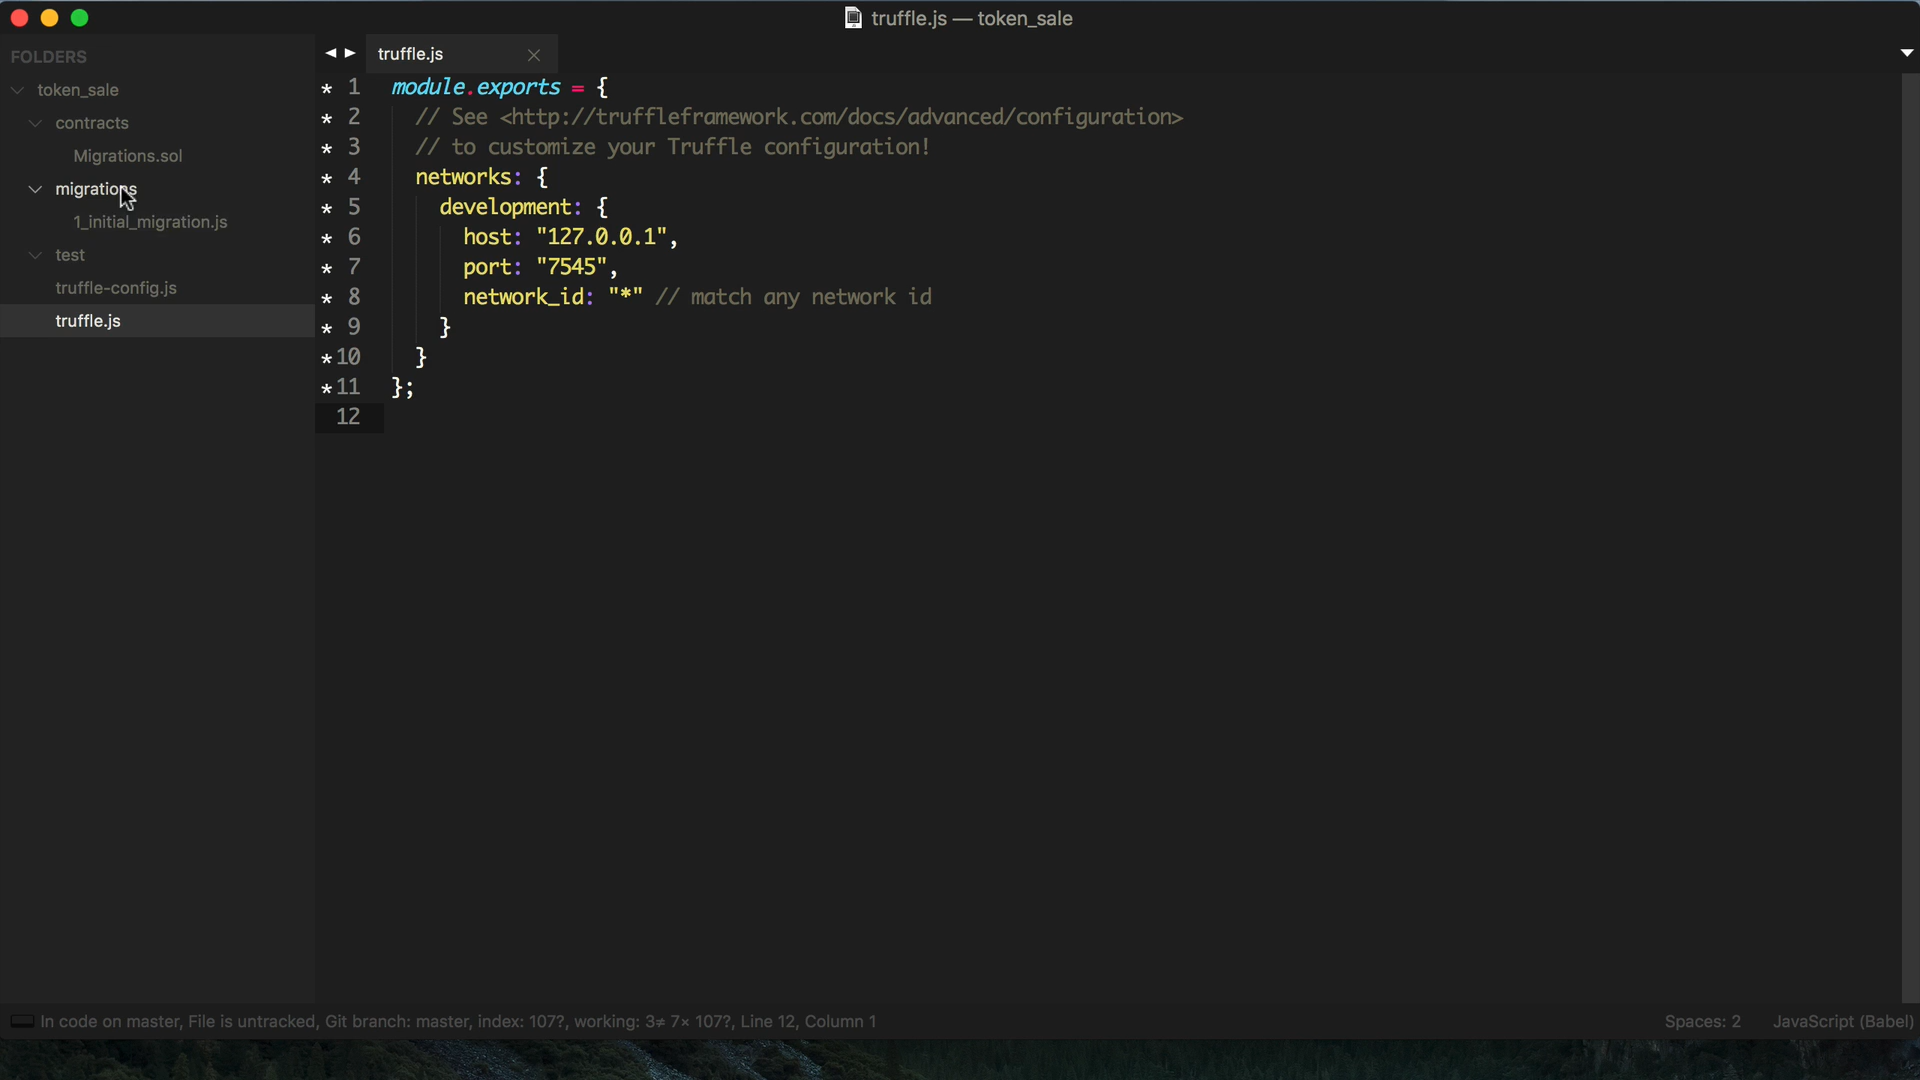 truffle.js — token_sale
FOLDERS
token_sale
contracts
Migrations.sol
migrations
1_initial_migration.js
test
truffle-config.js
truffle.js
truffle.js
* 1 module.exports = {
* 2 // See <http://truffleframework.com/docs/advanced/configuration>
* 3 // to customize your Truffle configuration!
* 4 networks: {
* 5 development: {
* 6 host: "127.0.0.1",
* 7 port: "7545",
* 8 network_id: "*" // match any network id
* 9 }
*10 }
*11 };
12
In code on master, File is untracked, Git branch: master, index: 107?, working: 3≠ 7× 107?, Line 12, Column 1
Spaces: 2
JavaScript (Babel)